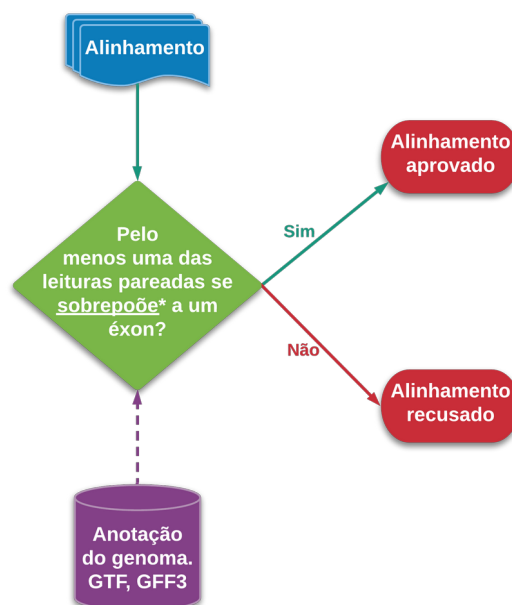 Alinhamento
Alinhamento
aprovado
Pelo
menos uma das
leituras pareadas se
sobrepõe* a um
éxon?
Sim
Não
Alinhamento
recusado
Anotação
do genoma.
GTF, GFF3